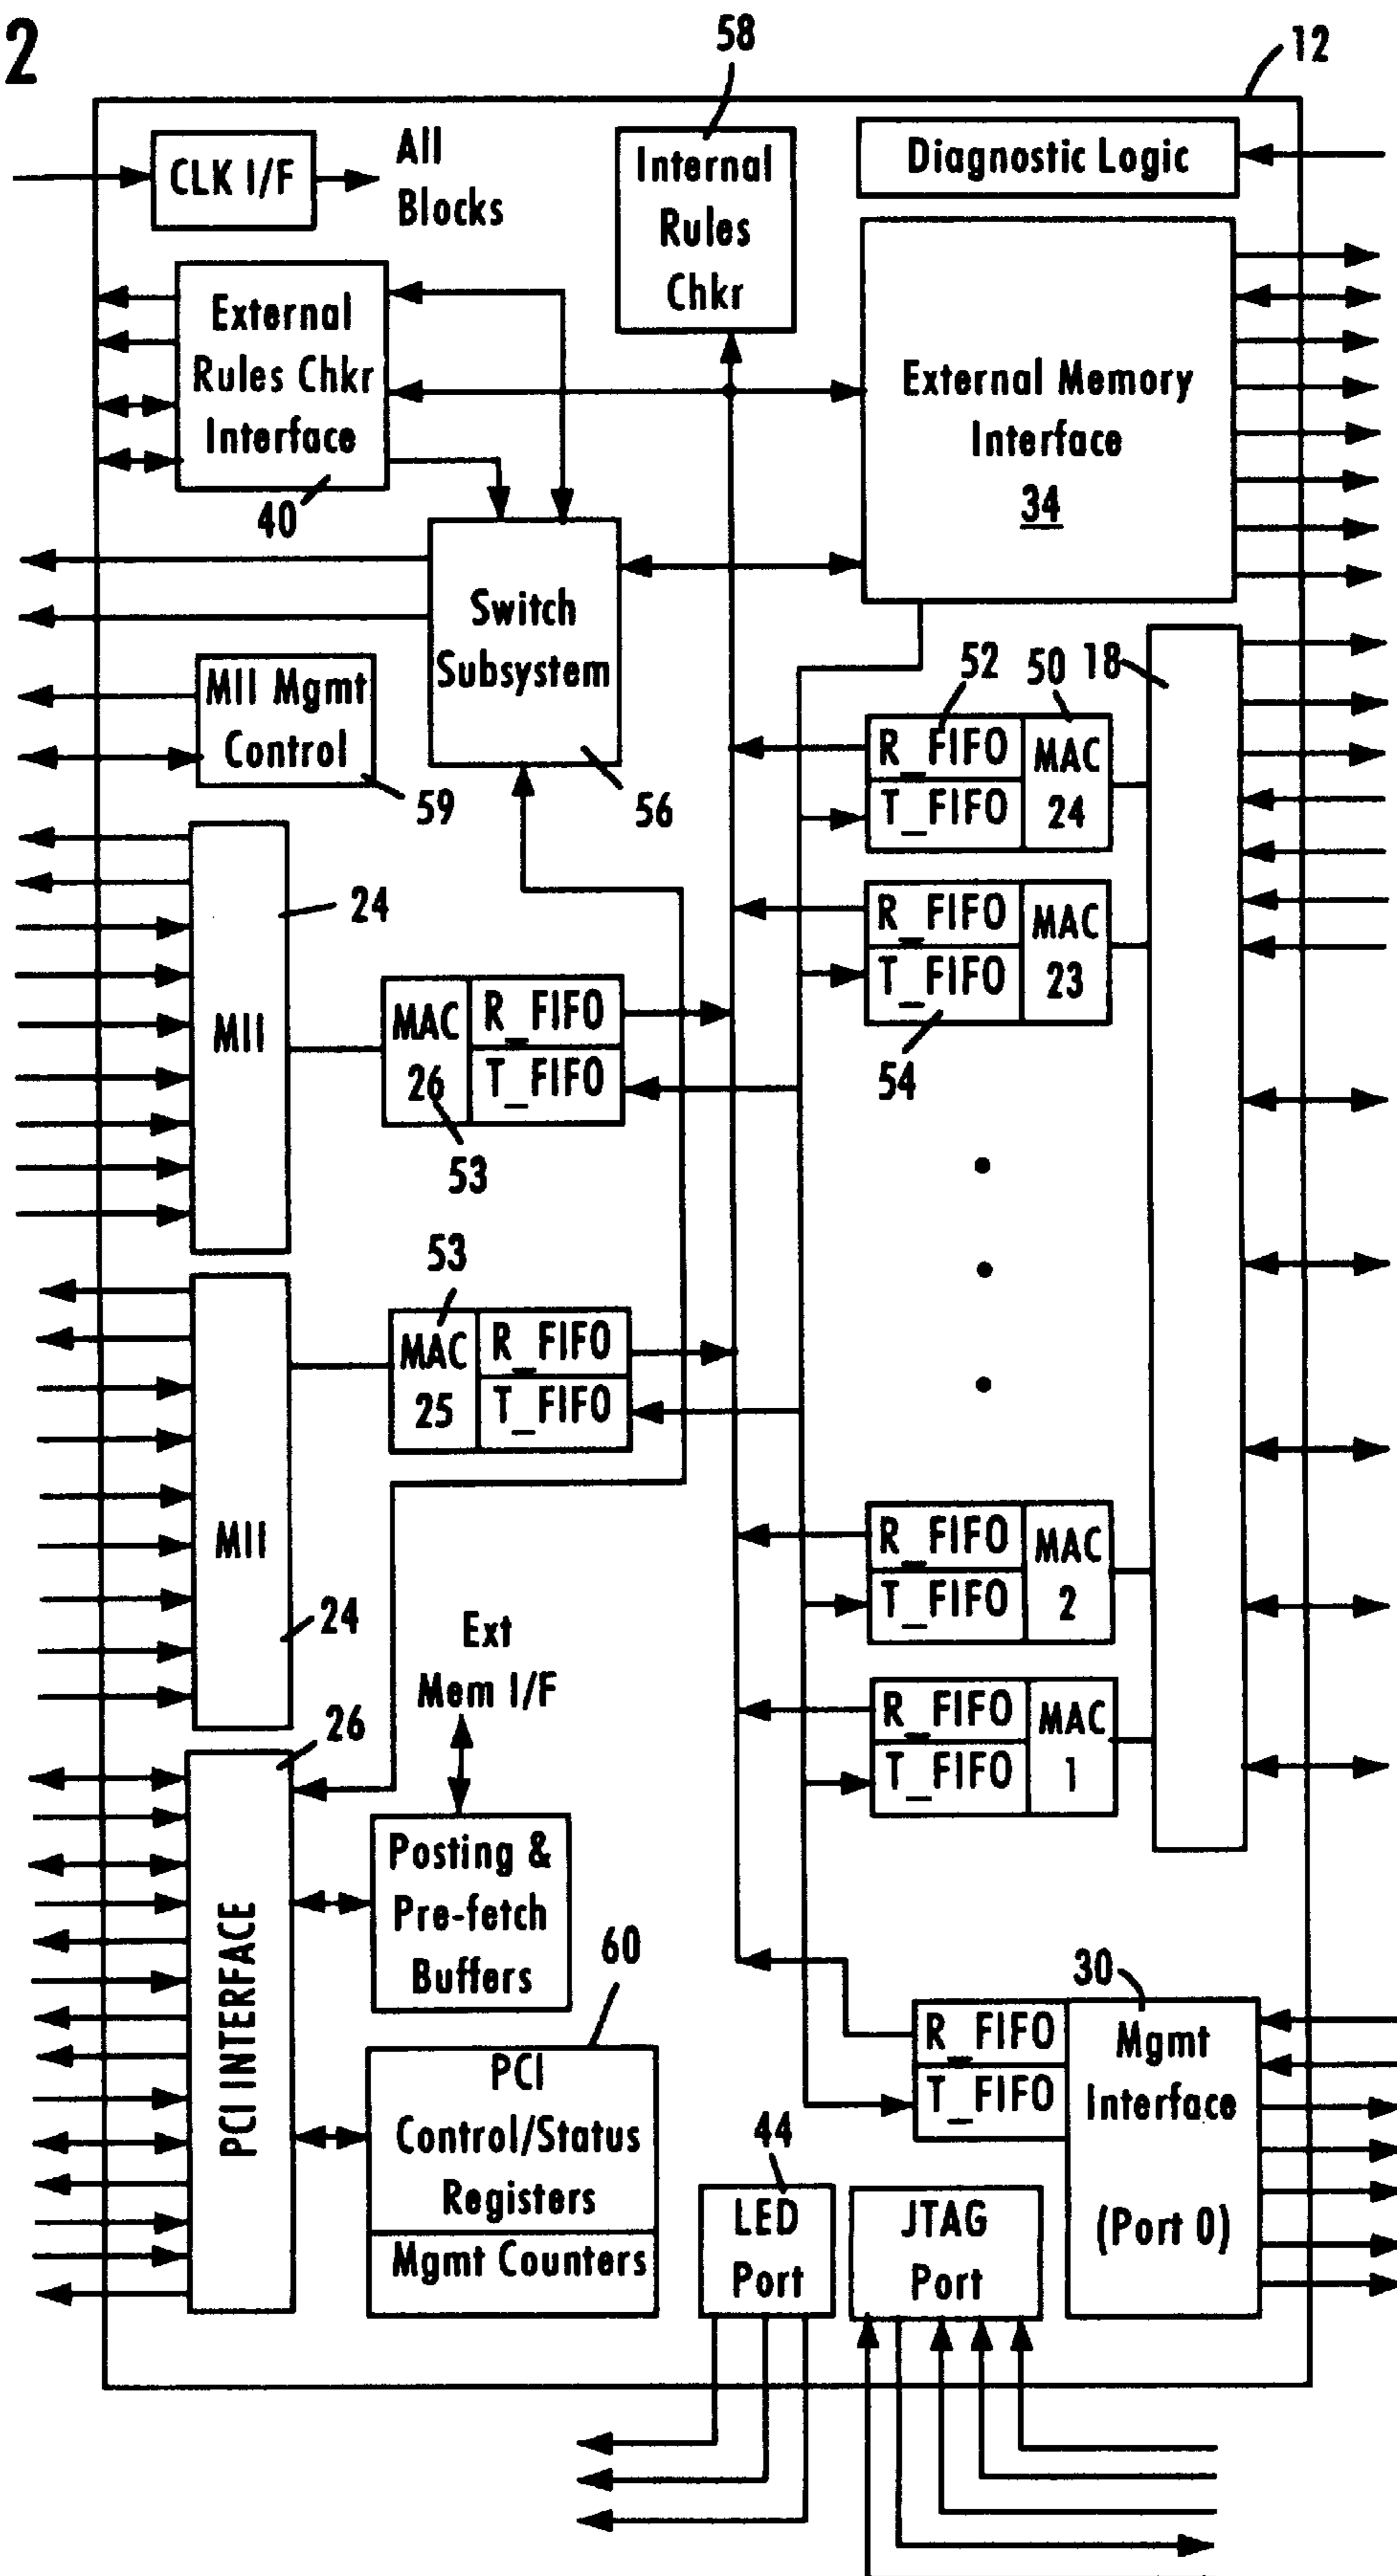 2
58
12
CLK I/F
All
Blocks
Internal
Rules
Chkr
Diagnostic Logic
External
Rules Chkr
Interface
40
External Memory
Interface
34
Switch
Subsystem
56
MII Mgmt
Control
59
52
50
18
R_FIFO
T_FIFO
MAC
24
R_FIFO
T_FIFO
MAC
23
54
24
MII
MAC
26
R_FIFO
T_FIFO
53
53
MAC
25
R_FIFO
T_FIFO
MII
24
R_FIFO
T_FIFO
MAC
2
R_FIFO
T_FIFO
MAC
1
Ext
Mem I/F
26
PCI INTERFACE
Posting &
Pre-fetch
Buffers
60
PCI
Control/Status
Registers
Mgmt Counters
30
R_FIFO
T_FIFO
Mgmt
Interface
(Port 0)
44
LED
Port
JTAG
Port